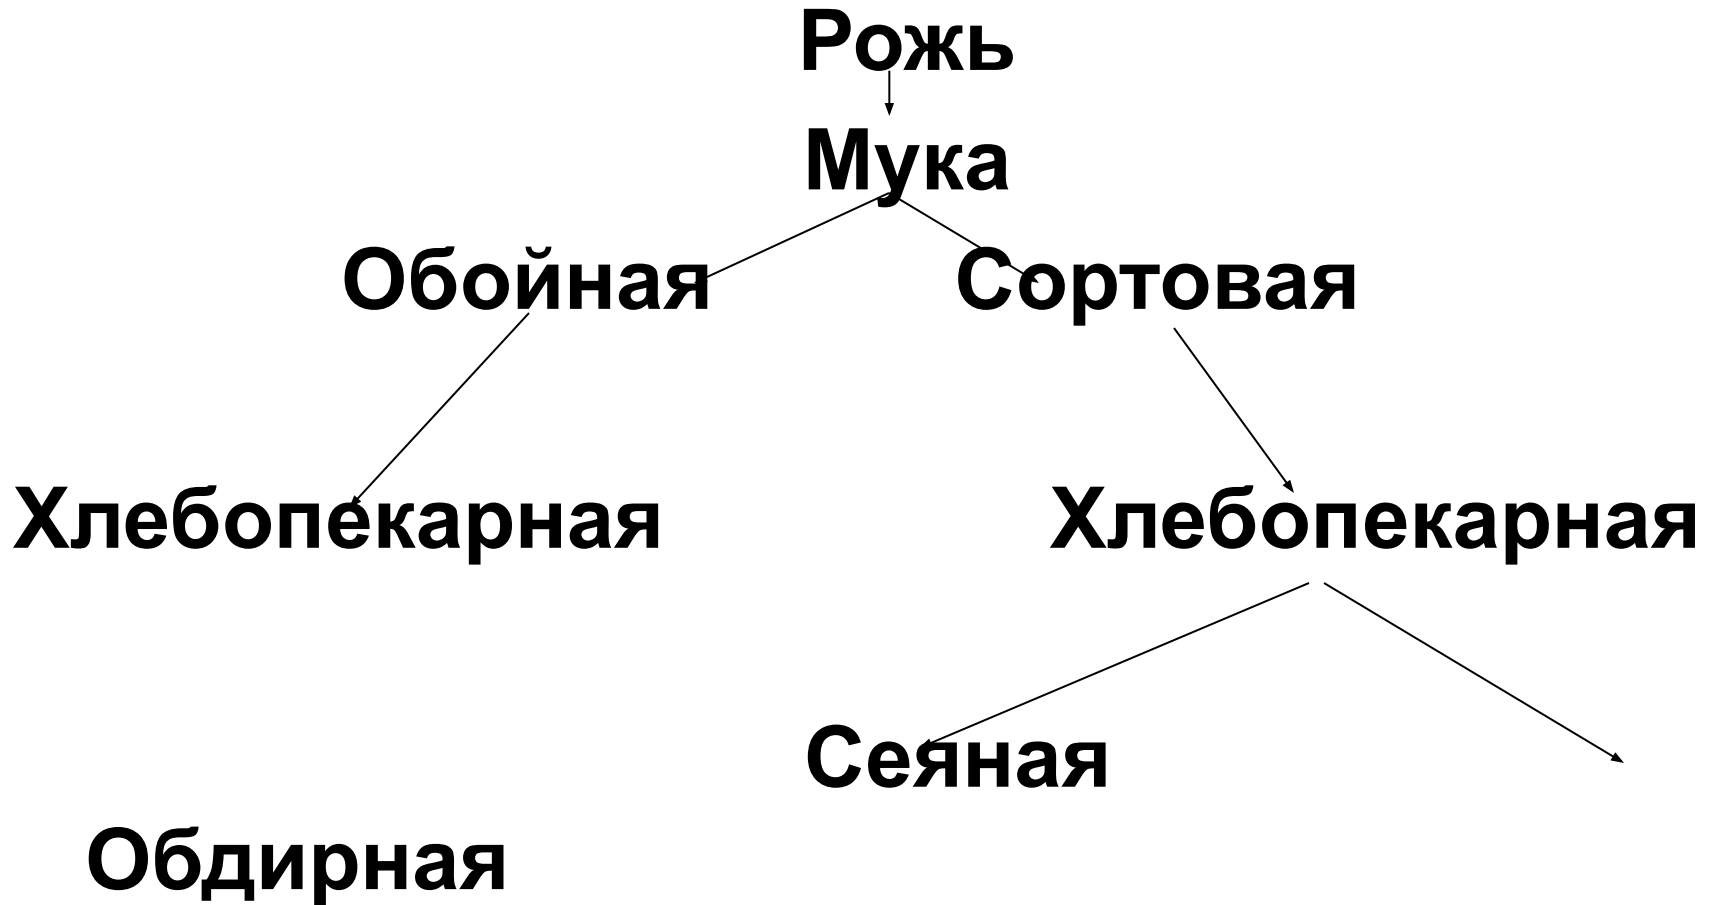 Рожь
Мука
Обойная Сортовая
Хлебопекарная Хлебопекарная
Сеяная
Обдирная